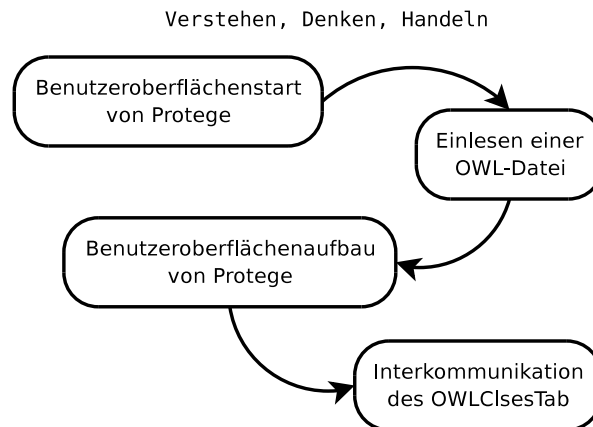 Verstehen, Denken, Handeln
Benutzeroberflächenstart
von Protege
Einlesen einer
OWL-Datei
Benutzeroberflächenaufbau
von Protege
Interkommunikation
des OWLClsesTab